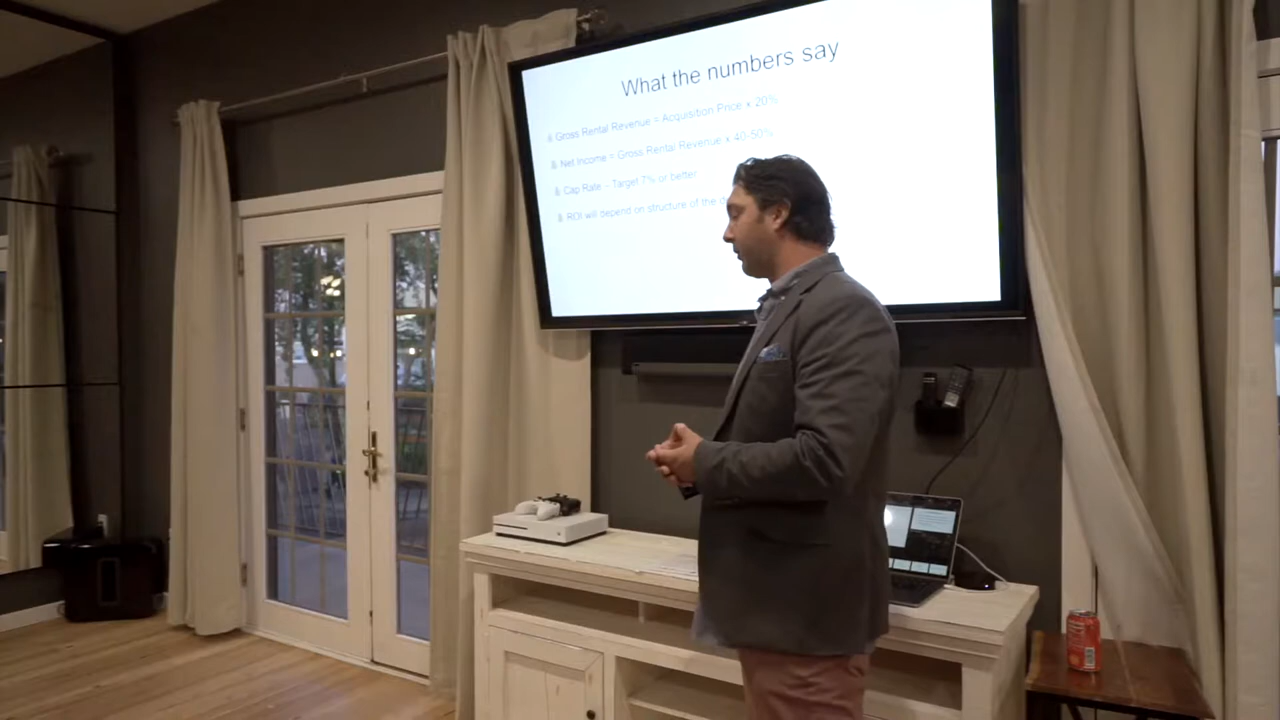 What the numbers say
& Gross Rental Revenue = Acquisition Price x 20%
& Net Income = Gross Rental Revenue x 40-50%
& Cap Rate – Target 7% or better
& ROI will depend on structure of the